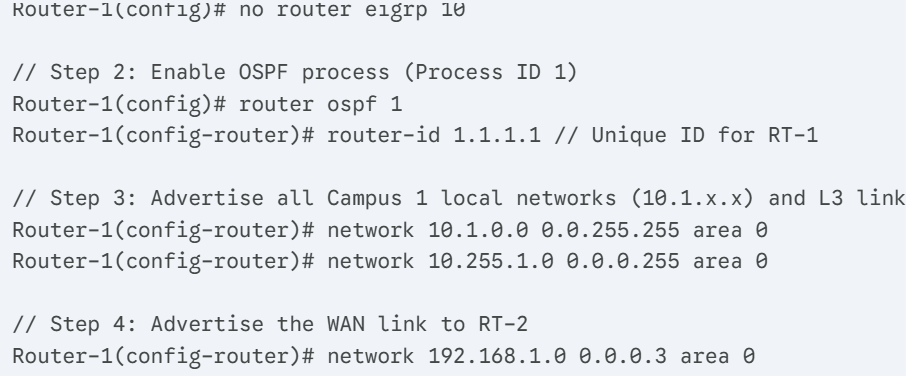 Router-1(config)# no router eigrp 10
// Step 2: Enable OSPF process (Process ID 1)
Router-1(config)# router ospf 1
Router-1(config-router)# router-id 1.1.1.1 // Unique ID for RT-1
// Step 3: Advertise all Campus 1 local networks (10.1.x.x) and L3 link
Router-1(config-router)# network 10.1.0.0 0.0.255.255 area 0
Router-1(config-router)# network 10.255.1.0 0.0.0.255 area 0
// Step 4: Advertise the WAN link to RT-2
Router-1(config-router)# network 192.168.1.0 0.0.0.3 area 0